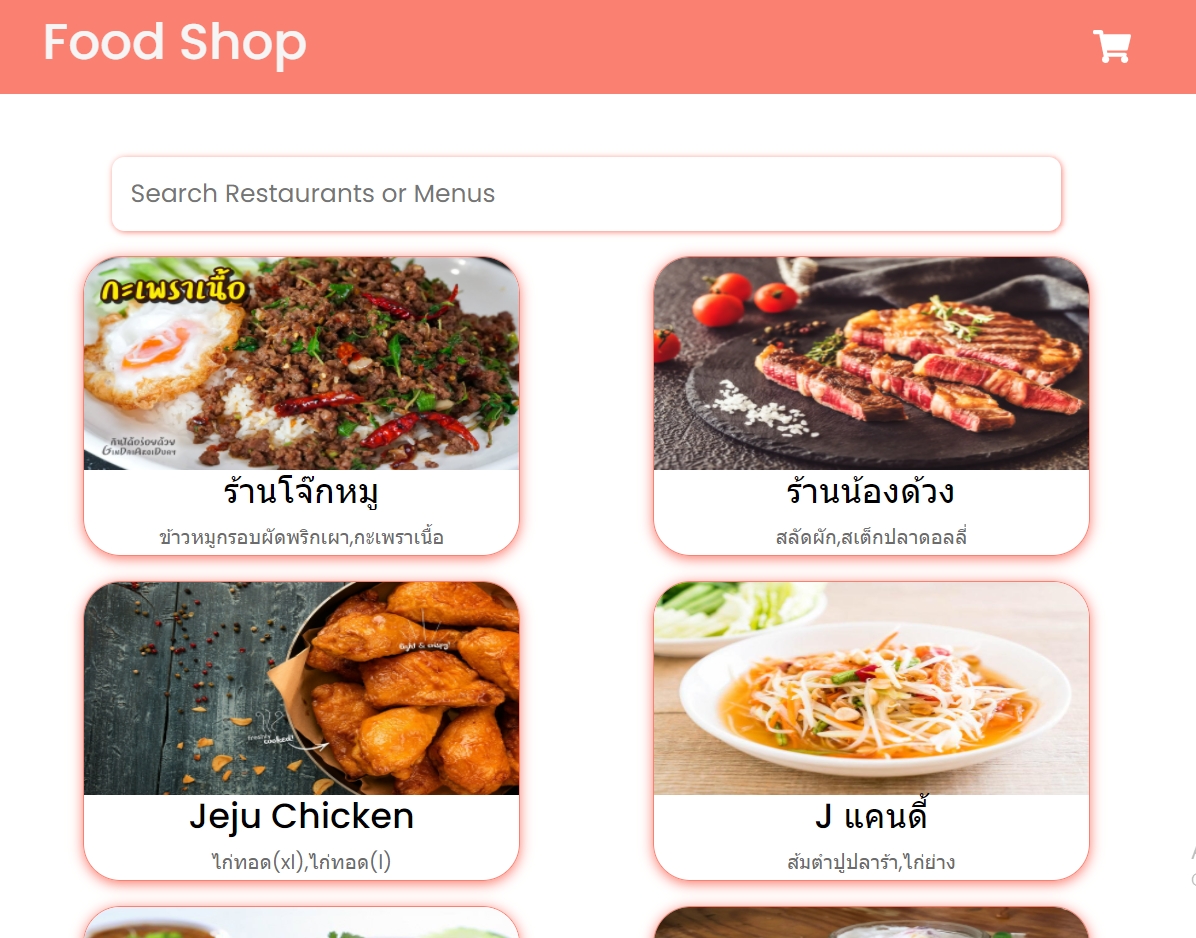 Food Shop
Search Restaurants or Menus
กะเพราเนื้อ
ร้านโจ๊กหมู
ข้าวหมูกรอบผัดพริกเผา,กะเพราเนื้อ
ร้านน้องด้วง
สลัดผัก,สเต็กปลาดอลลี่
light & crispy!
freshly
cooked!
Jeju Chicken
ไก่ทอด(xl),ไก่ทอด(l)
J แคนดี้
ส้มตำปูปลาร้า,ไก่ย่าง